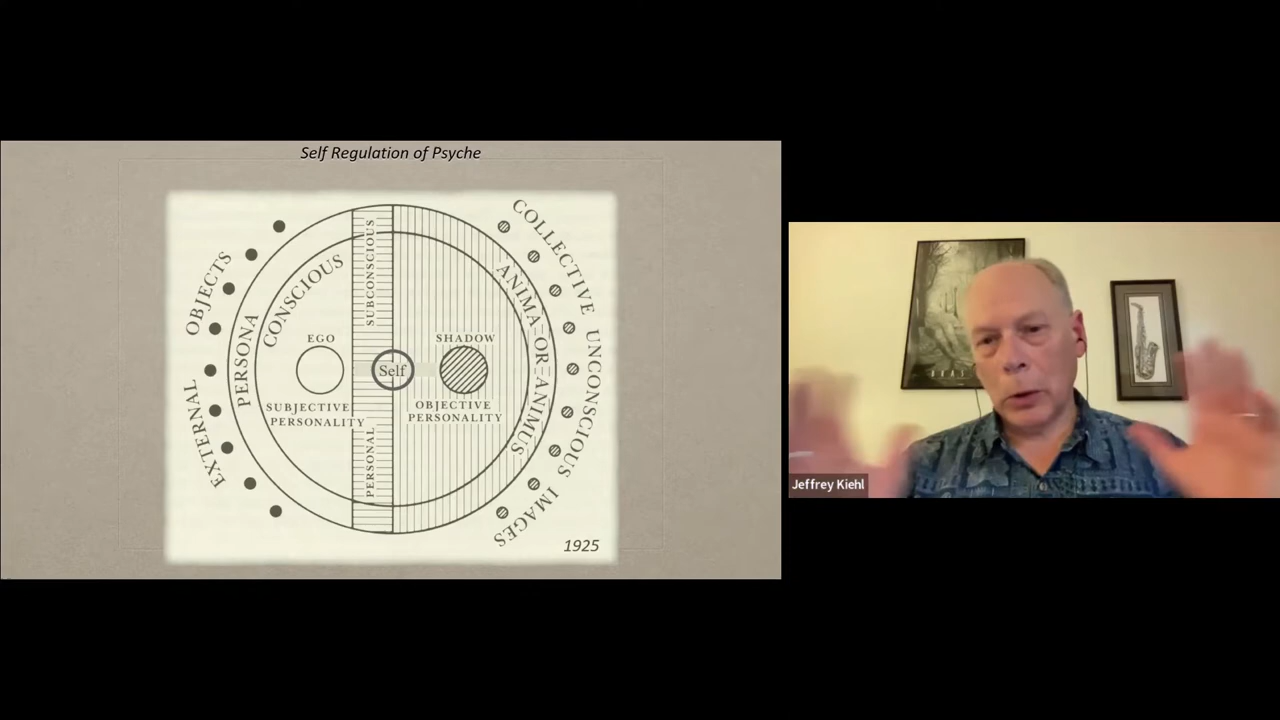 Self Regulation of Psyche
COLLECTIVE UNCONSCIOUS IMAGES
EXTERNAL OBJECTS
PERSONA
CONSCIOUS
SUBCONSCIOUS
ANIMA OR ANIMUS
EGO
SHADOW
Self
SUBJECTIVE
PERSONALITY
OBJECTIVE
PERSONALITY
PERSONAL
1925
Jeffrey Kiehl